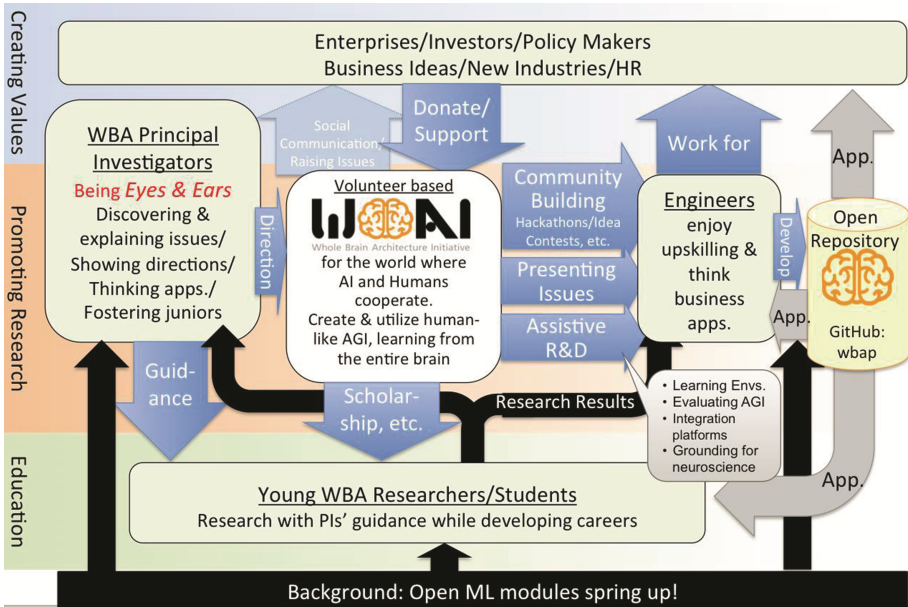 Creating Values
Enterprises/Investors/Policy Makers
Business Ideas/New Industries/HR
WBA Principal
Investigators
Being Eyes & Ears
Discovering &
explaining issues/
Showing directions/
Thinking apps./
Fostering juniors
Social
Communication/
Raising Issues
Donate/
Support
Work for
App.
Promoting Research
Direction
Volunteer based
WBAI
Whole Brain Architecture Initiative
for the world where
AI and Humans
cooperate.
Create & utilize human-
like AGI, learning from
the entire brain
Community
Building
Hackathons/Idea
Contests, etc.
Presenting
Issues
Assistive
R&D
Engineers
enjoy
upskilling &
think
business
apps.
Develop
App.
Open
Repository
GitHub:
wbap
Guid-
ance
Scholar-
ship, etc.
Research Results
• Learning Envs.
• Evaluating AGI
• Integration
platforms
• Grounding for
neuroscience
Education
Young WBA Researchers/Students
Research with PIs’ guidance while developing careers
App.
Background: Open ML modules spring up!